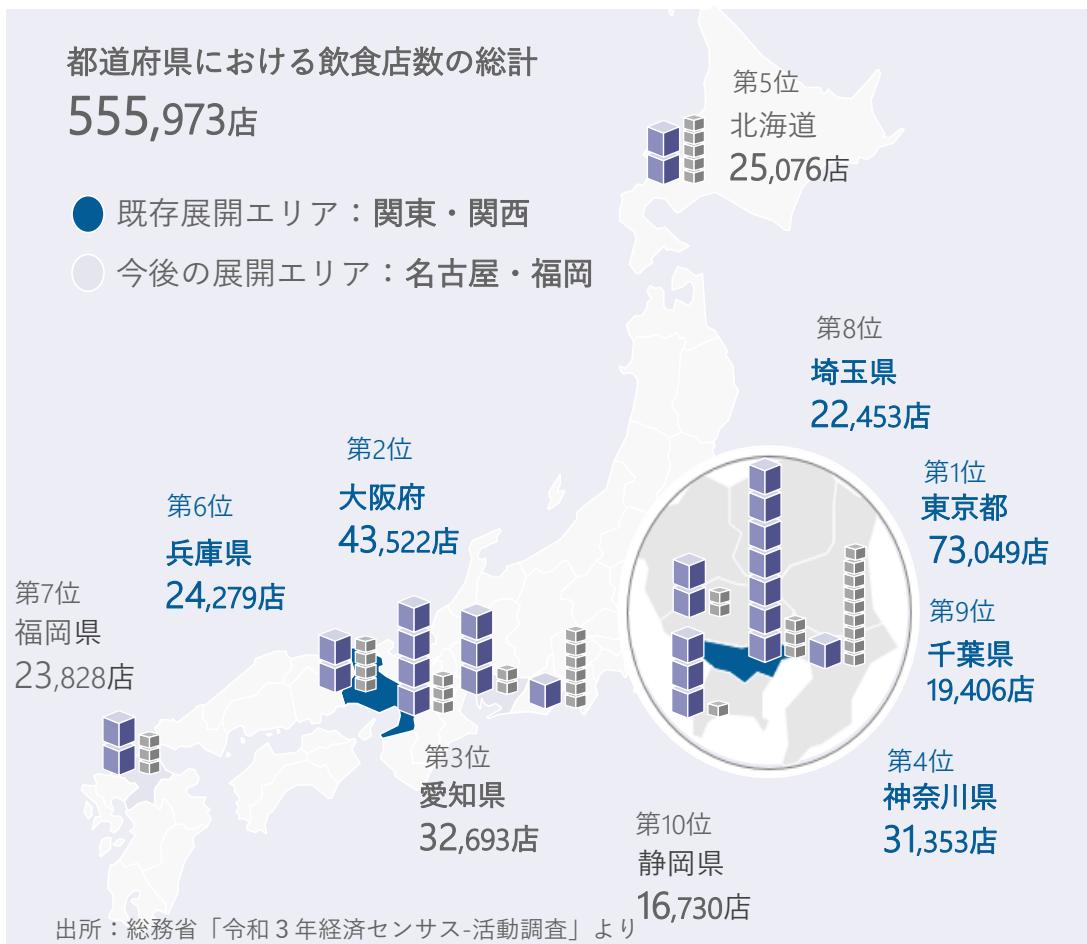 都道府県における飲食店数の総計
555,973店
既存展開エリア：関東・関西
今後の展開エリア：名古屋・福岡
第5位
北海道
25,076店
第8位
埼玉県
22,453店
第1位
東京都
73,049店
第2位
大阪府
43,522店
第6位
兵庫県
24,279店
第7位
福岡県
23,828店
第9位
千葉県
19,406店
第3位
愛知県
32,693店
第4位
神奈川県
31,353店
第10位
静岡県
16,730店
出所：総務省「令和３年経済センサス-活動調査」より